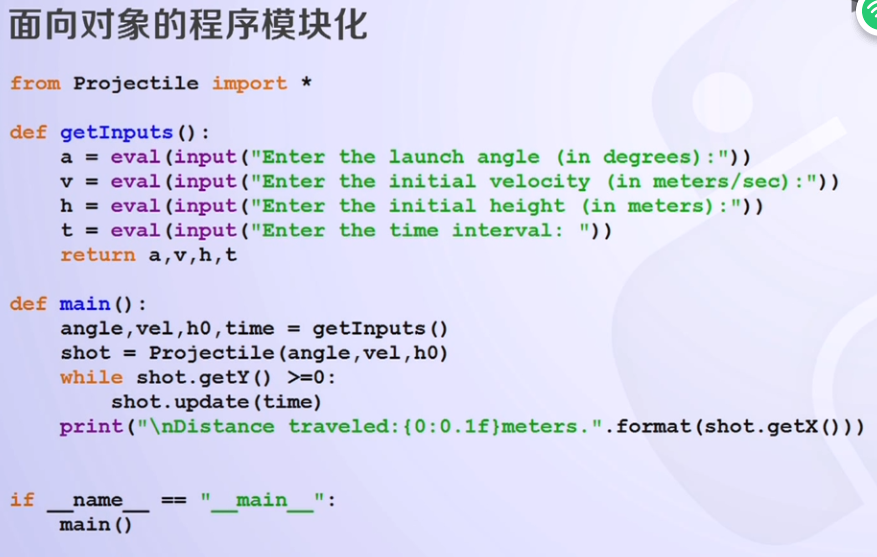 面向对象的程序模块化
from Projectile import *
def getInputs():
    a = eval(input("Enter the launch angle (in degrees):"))
    v = eval(input("Enter the initial velocity (in meters/sec):"))
    h = eval(input("Enter the initial height (in meters):"))
    t = eval(input("Enter the time interval: "))
    return a,v,h,t
def main():
    angle,vel,h0,time = getInputs()
    shot = Projectile(angle,vel,h0)
    while shot.getY() >=0:
        shot.update(time)
    print("\nDistance traveled:{0:0.1f}meters.".format(shot.getX()))
if __name__ == "__main__":
    main()